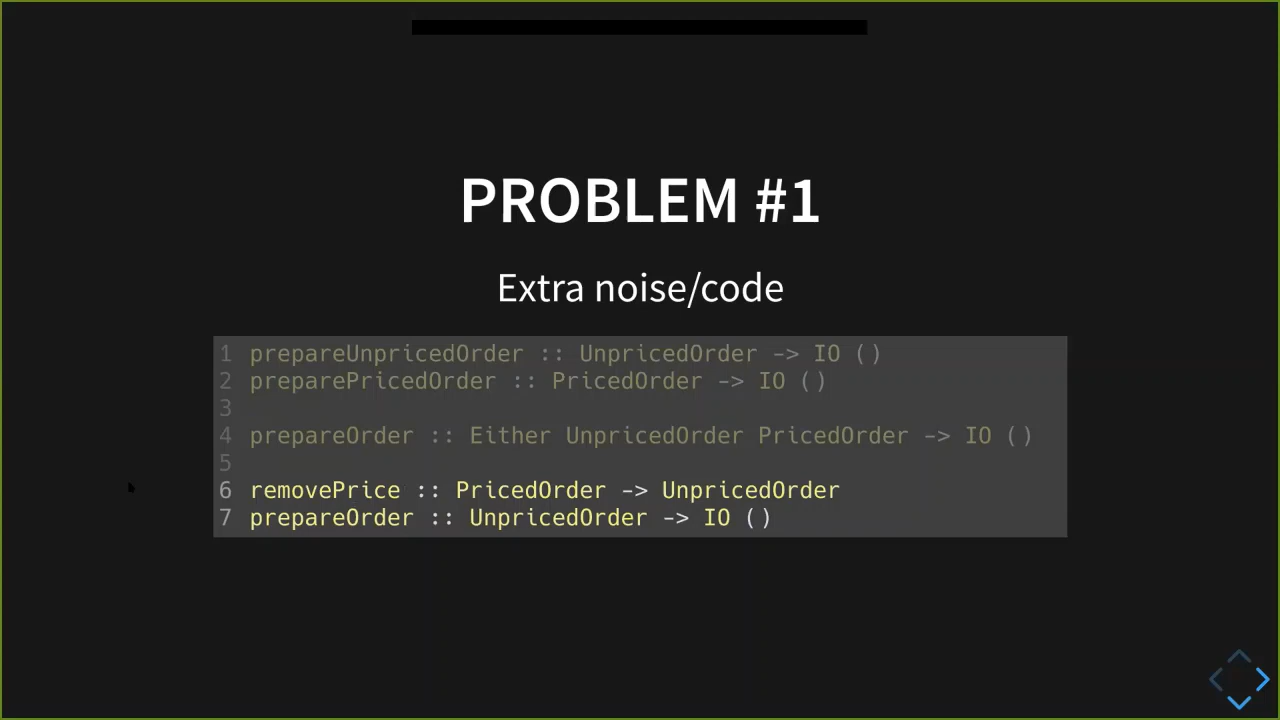 PROBLEM #1
Extra noise/code
1 prepareUnpricedOrder :: UnpricedOrder -> IO ()
2 preparePricedOrder :: PricedOrder -> IO ()
3
4 prepareOrder :: Either UnpricedOrder PricedOrder -> IO ()
5
6 removePrice :: PricedOrder -> UnpricedOrder
7 prepareOrder :: UnpricedOrder -> IO ()